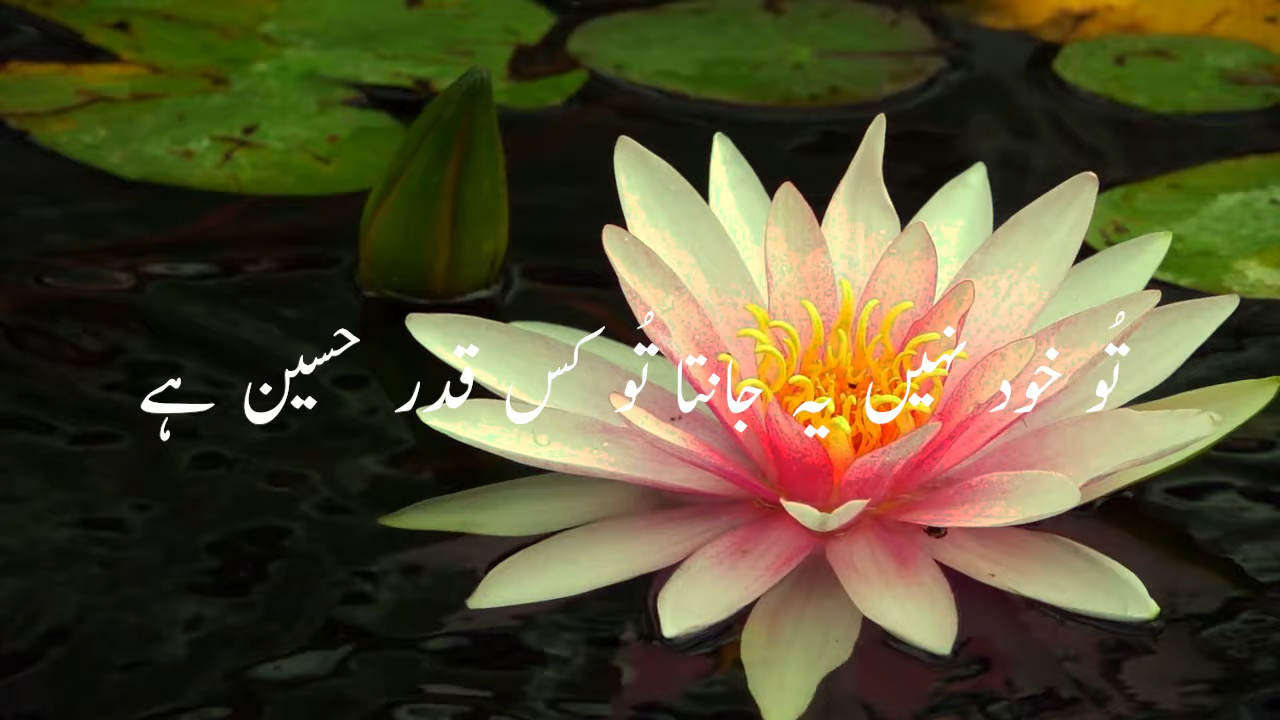 تُو خود نہیں یہ جانتا تُو کس قدر حسین ہے